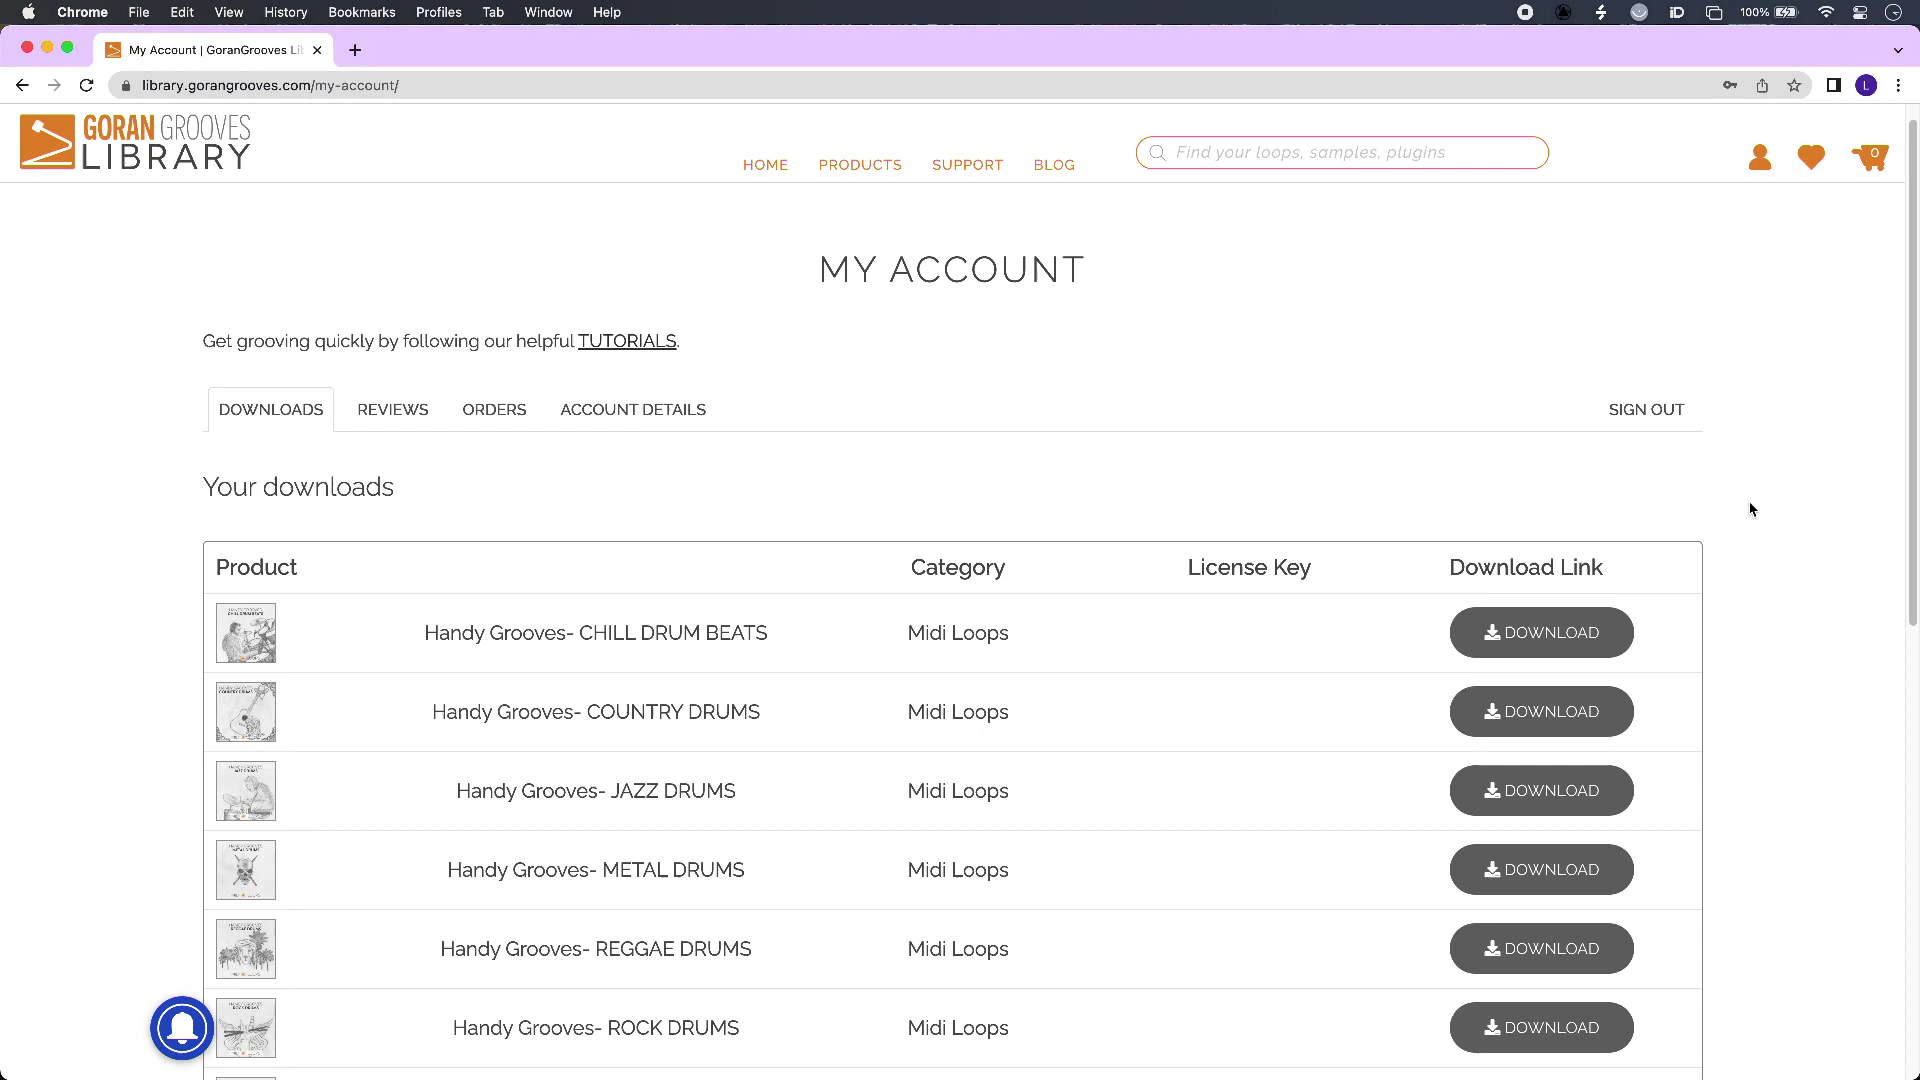 Chrome File Edit View History Bookmarks Profiles Tab Window Help
iD 100%
My Account | GoranGrooves Li
library.gorangrooves.com/my-account/
L
GORAN GROOVES
LIBRARY
HOME PRODUCTS SUPPORT BLOG
Find your loops, samples, plugins
0
MY ACCOUNT
Get grooving quickly by following our helpful TUTORIALS.
DOWNLOADS REVIEWS ORDERS ACCOUNT DETAILS SIGN OUT
Your downloads
Product Category License Key Download Link
Handy Grooves- CHILL DRUM BEATS Midi Loops DOWNLOAD
Handy Grooves- COUNTRY DRUMS Midi Loops DOWNLOAD
Handy Grooves- JAZZ DRUMS Midi Loops DOWNLOAD
Handy Grooves- METAL DRUMS Midi Loops DOWNLOAD
Handy Grooves- REGGAE DRUMS Midi Loops DOWNLOAD
Handy Grooves- ROCK DRUMS Midi Loops DOWNLOAD